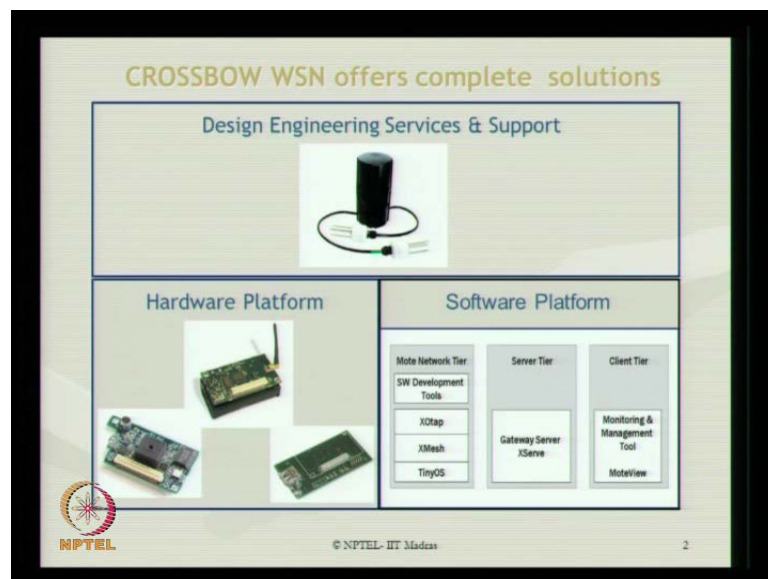 CROSSBOW WSN offers complete solutions
Design Engineering Services & Support
Hardware Platform
Software Platform
Mote Network Tier
SW Development
Tools
XOtap
XMesh
TinyOS
Server Tier
Gateway Server
XServe
Client Tier
Monitoring &
Management
Tool
MoteView
NPTEL
© NPTEL- IIT Madras
2